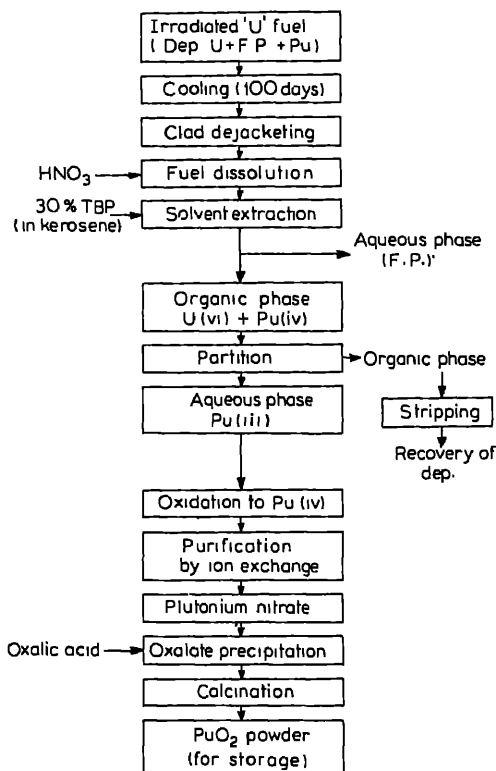 Irradiated 'U' fuel
( Dep U+F P +Pu)
Cooling (100 days)
Clad dejacketing
HNO3
Fuel dissolution
30 % TBP
(in kerosene)
Solvent extraction
Aqueous phase
(F. P.)'
Organic phase
U(vi) + Pu(iv)
Partition
Organic phase
Aqueous phase
Pu(iii)
Stripping
Recovery of
dep.
Oxidation to Pu (iv)
Purification
by ion exchange
Plutonium nitrate
Oxalic acid
Oxalate precipitation
Calcination
PuO2 powder
(for storage)